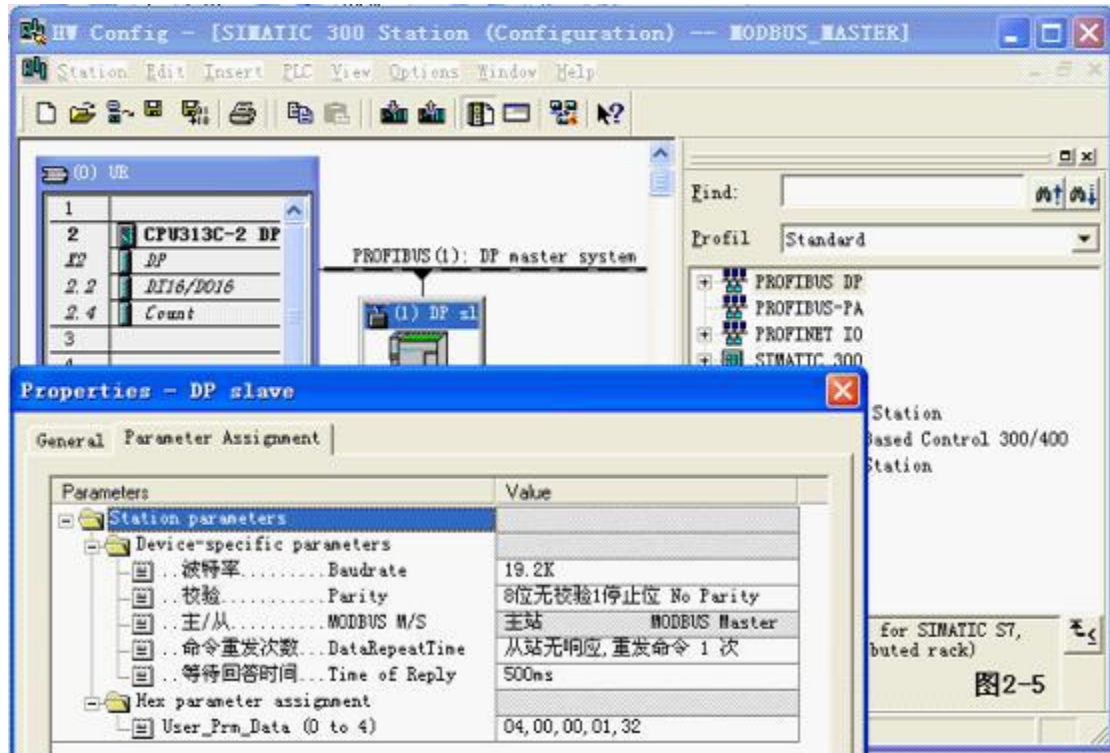 HW Config - [SIMATIC 300 Station (Configuration) -- MODBUS_MASTER]
Station Edit Insert PLC View Options Window Help
(0) UR
1
2 CPU313C-2 DP
X2 DP
2.2 DI16/DO16
2.4 Count
3
4
PROFIBUS(1): DP master system
(1) DP sl
Find:
Profil Standard
PROFIBUS DP
PROFIBUS-PA
PROFINET IO
SIMATIC 300
Station
Based Control 300/400
Station
for SIMATIC S7,
buted rack)
图2-5
Properties - DP slave
General Parameter Assignment
Parameters Value
Station parameters
Device-specific parameters
..波特率.........Baudrate 19.2K
..校验...........Parity 8位无校验1停止位 No Parity
..主/从..........MODBUS M/S 主站 MODBUS Master
..命令重发次数...DataRepeatTime 从站无响应,重发命令 1 次
..等待回答时间...Time of Reply 500ms
Hex parameter assignment
User_Prm_Data (0 to 4) 04,00,00,01,32